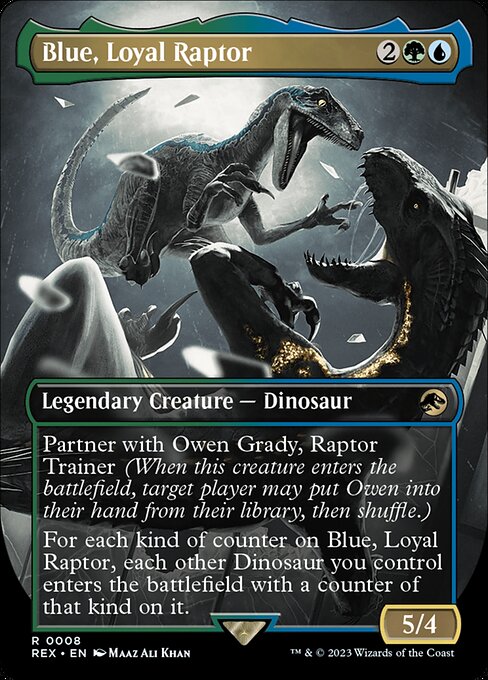 Blue, Loyal Raptor 2
Legendary Creature — Dinosaur
Partner with Owen Grady, Raptor
Trainer (When this creature enters the
battlefield, target player may put Owen into
their hand from their library, then shuffle.)
For each kind of counter on Blue, Loyal
Raptor, each other Dinosaur you control
enters the battlefield with a counter of
that kind on it.
5/4
R 0008
REX • EN Maaz Ali Khan
™ & © 2023 Wizards of the Coast